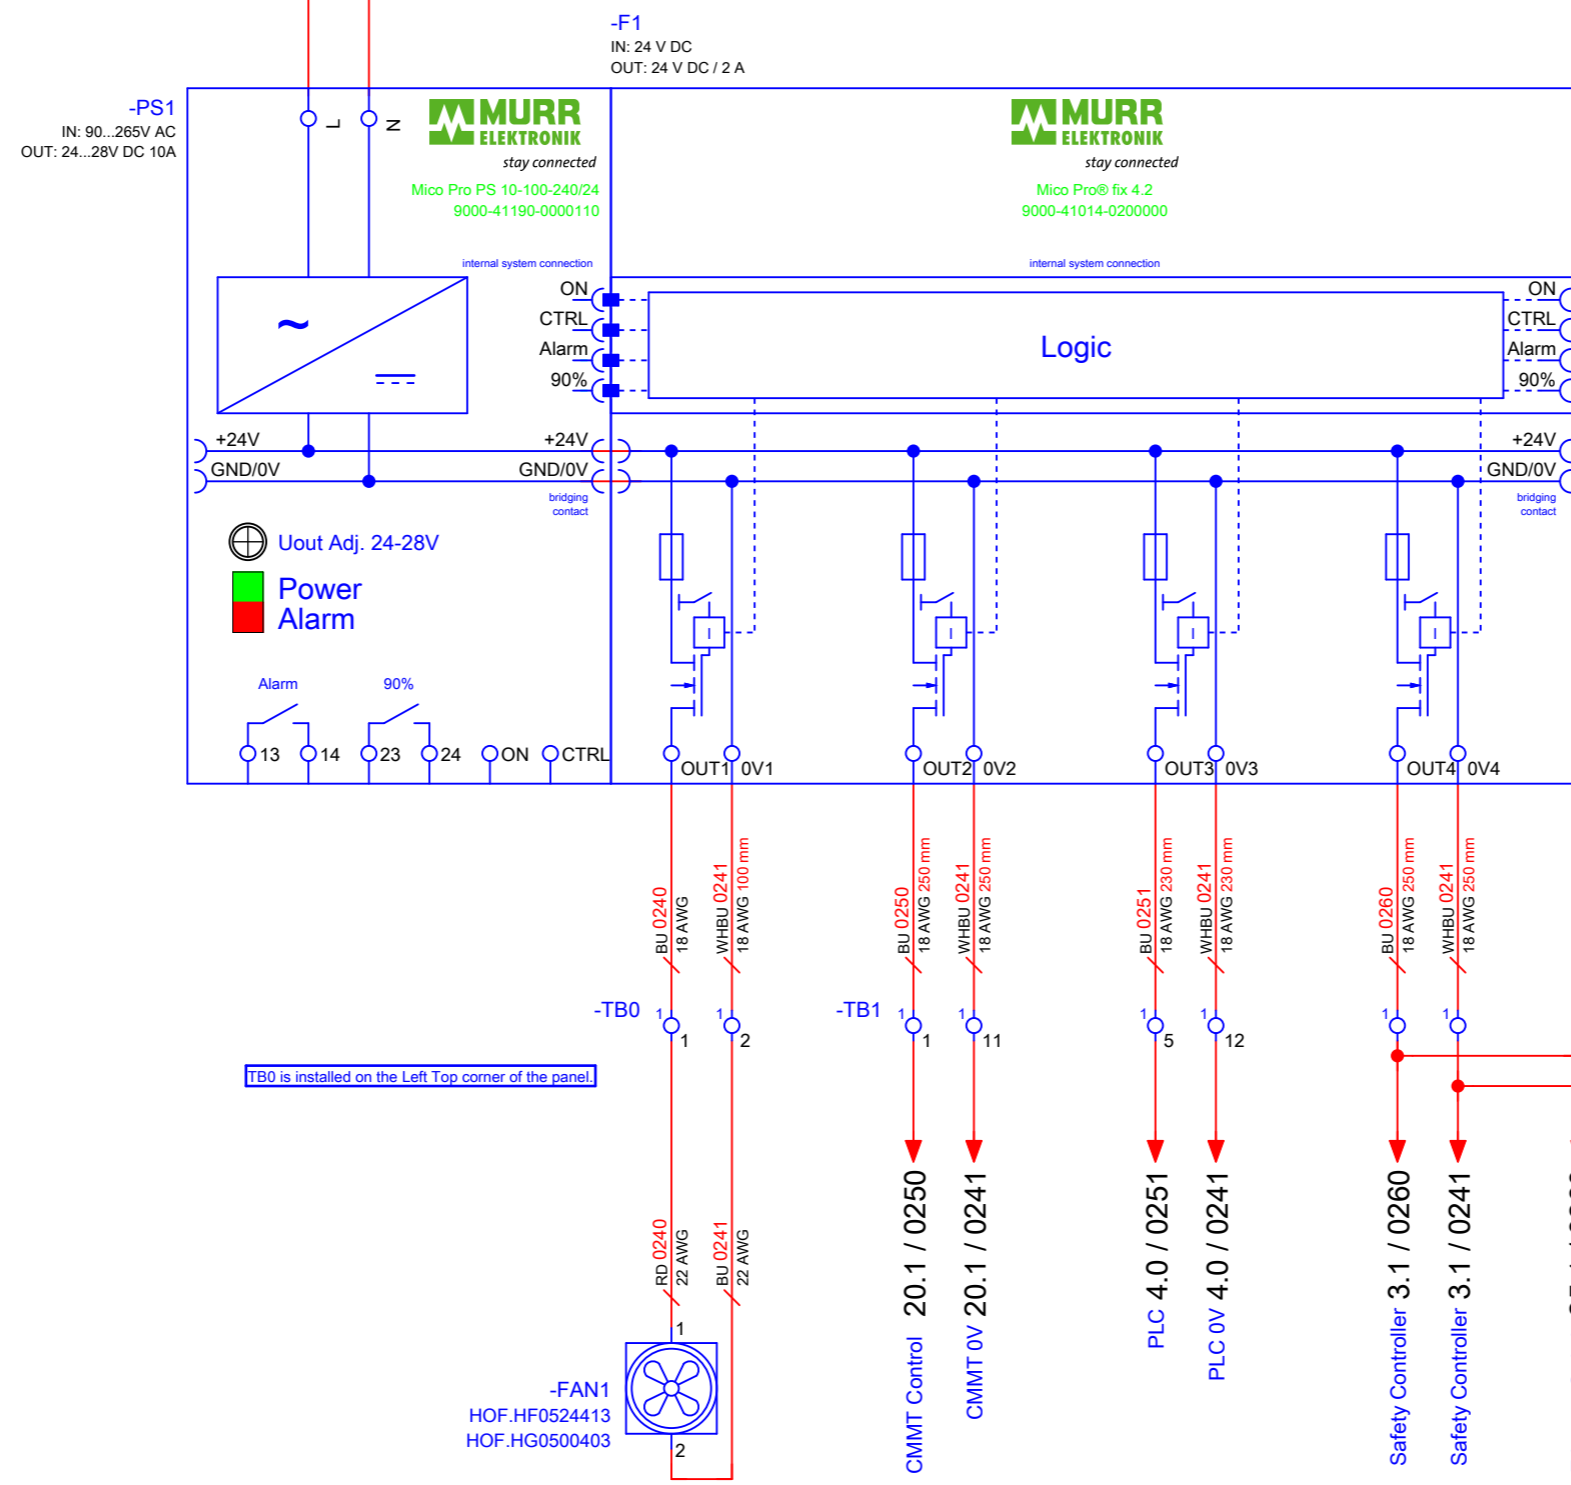 -F1
IN: 24 V DC
OUT: 24 V DC / 2 A
-PS1
IN: 90...265V AC
OUT: 24...28V DC 10A
L
N
MURR
ELEKTRONIK
stay connected
Mico Pro PS 10-100-240/24
9000-41190-0000110
MURR
ELEKTRONIK
stay connected
Mico Pro® fix 4.2
9000-41014-0200000
internal system connection
internal system connection
ON
CTRL
Alarm
90%
Logic
ON
CTRL
Alarm
90%
~
+24V
GND/0V
+24V
GND/0V
bridging
contact
+24V
GND/0V
bridging
contact
Uout Adj. 24-28V
Power
Alarm
I
I
I
I
Alarm
90%
13
14
23
24
ON
CTRL
OUT1
0V1
OUT2
0V2
OUT3
0V3
OUT4
0V4
BU 0240
18 AWG
WHBU 0241
18 AWG 100 mm
BU 0250
18 AWG 250 mm
WHBU 0241
18 AWG 250 mm
BU 0251
18 AWG 230 mm
WHBU 0241
18 AWG 230 mm
BU 0260
18 AWG 250 mm
WHBU 0241
18 AWG 250 mm
-TB0
1
1
1
2
-TB1
1
1
1
11
1
5
1
12
1
1
TB0 is installed on the Left Top corner of the panel.
RD 0240
22 AWG
BU 0241
22 AWG
CMMT Control 20.1 / 0250
CMMT 0V 20.1 / 0241
PLC 4.0 / 0251
PLC 0V 4.0 / 0241
Safety Controller 3.1 / 0260
Safety Controller 3.1 / 0241
1
-FAN1
HOF.HF0524413
HOF.HG0500403
2